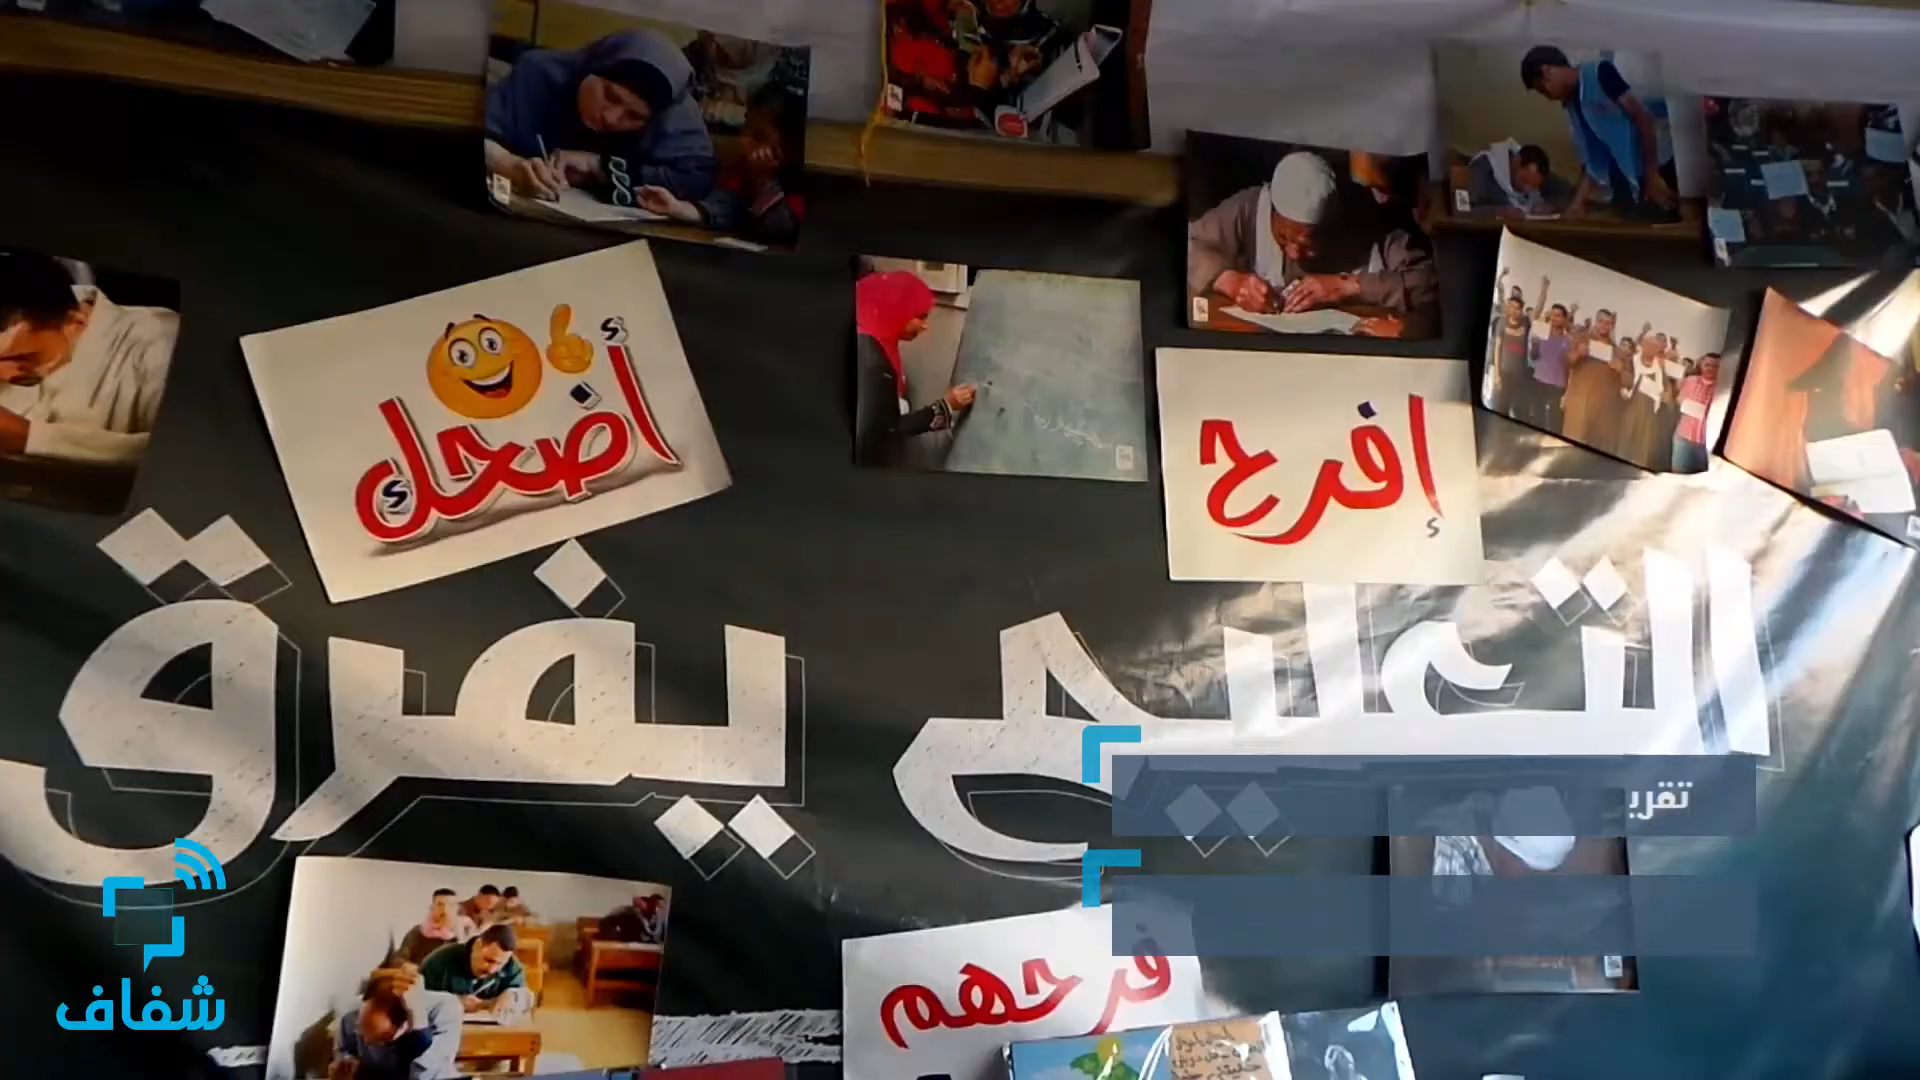 أضحك
إفرح
التعليم يفرق
تقرير
فرحهم
شفاف